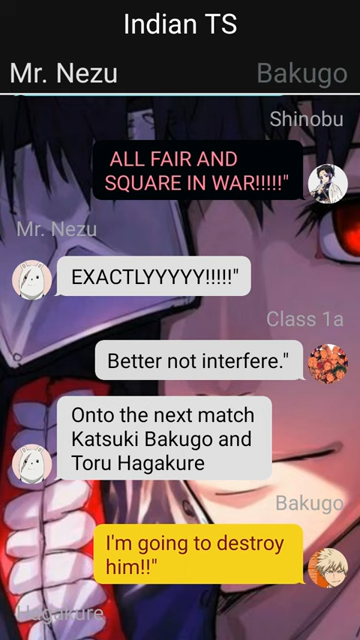 Indian TS
Mr. Nezu
Bakugo
Shinobu
ALL FAIR AND
SQUARE IN WAR!!!!!"
Mr. Nezu
EXACTLYYYYY!!!!!"
Class 1a
Better not interfere."
Onto the next match
Katsuki Bakugo and
Toru Hagakure
Bakugo
I'm going to destroy
him!!"
Hagakure